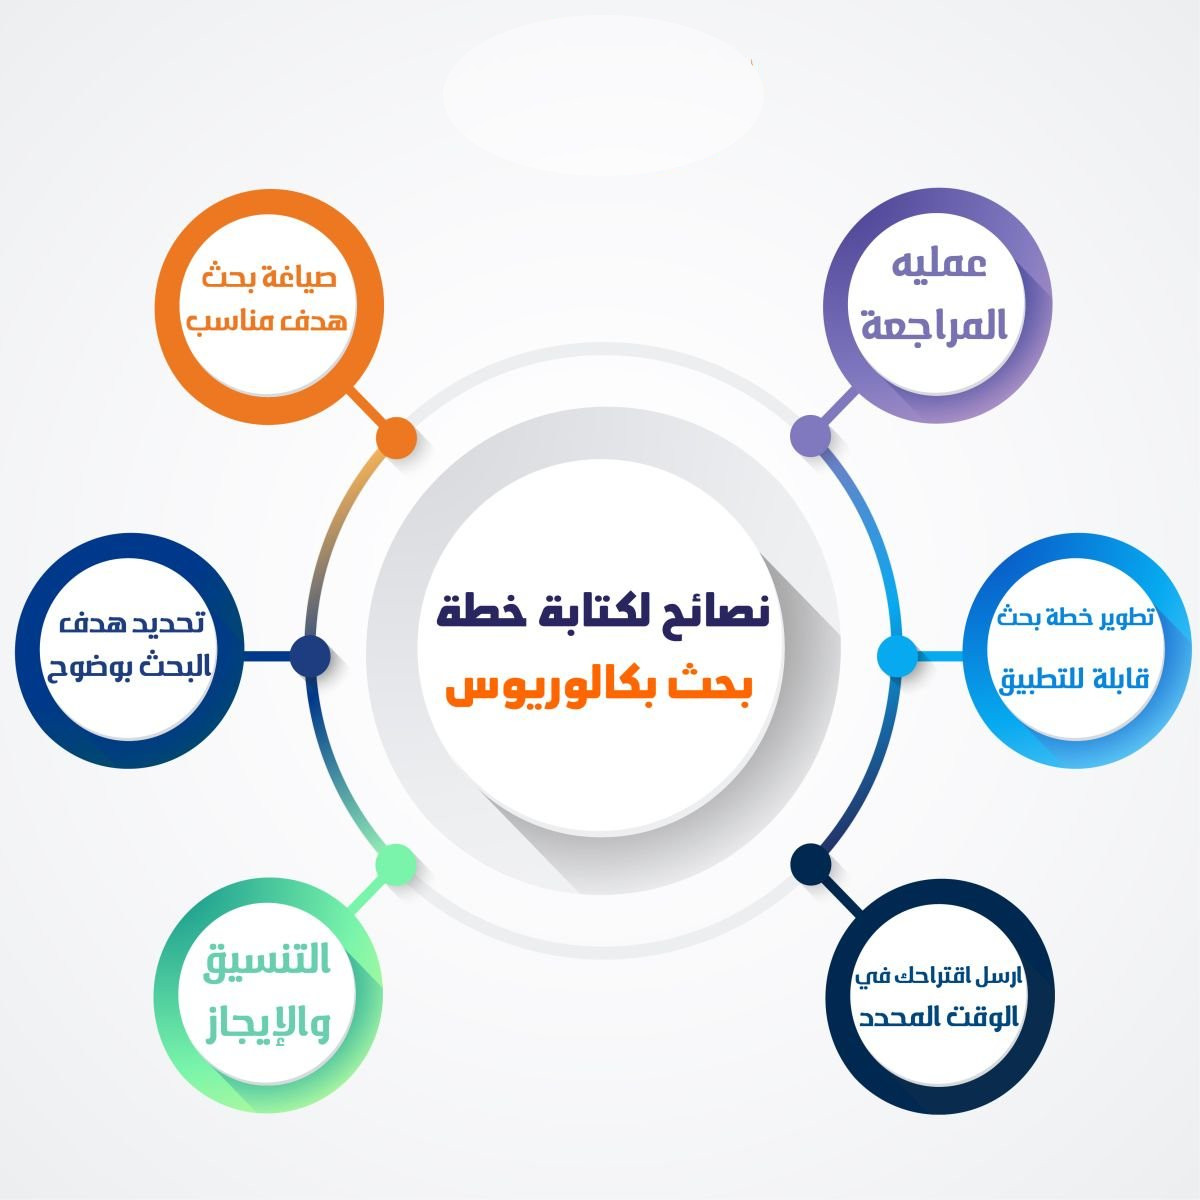 نصائح لكتابة خطة
بحث بكالوريوس
عمليه
المراجعة
تطوير خطة بحث
قابلة للتطبيق
ارسل اقتراحك في
الوقت المحدد
صياغة بحث
هدف مناسب
تحديد هدف
البحث بوضوح
التنسيق
والإيجاز